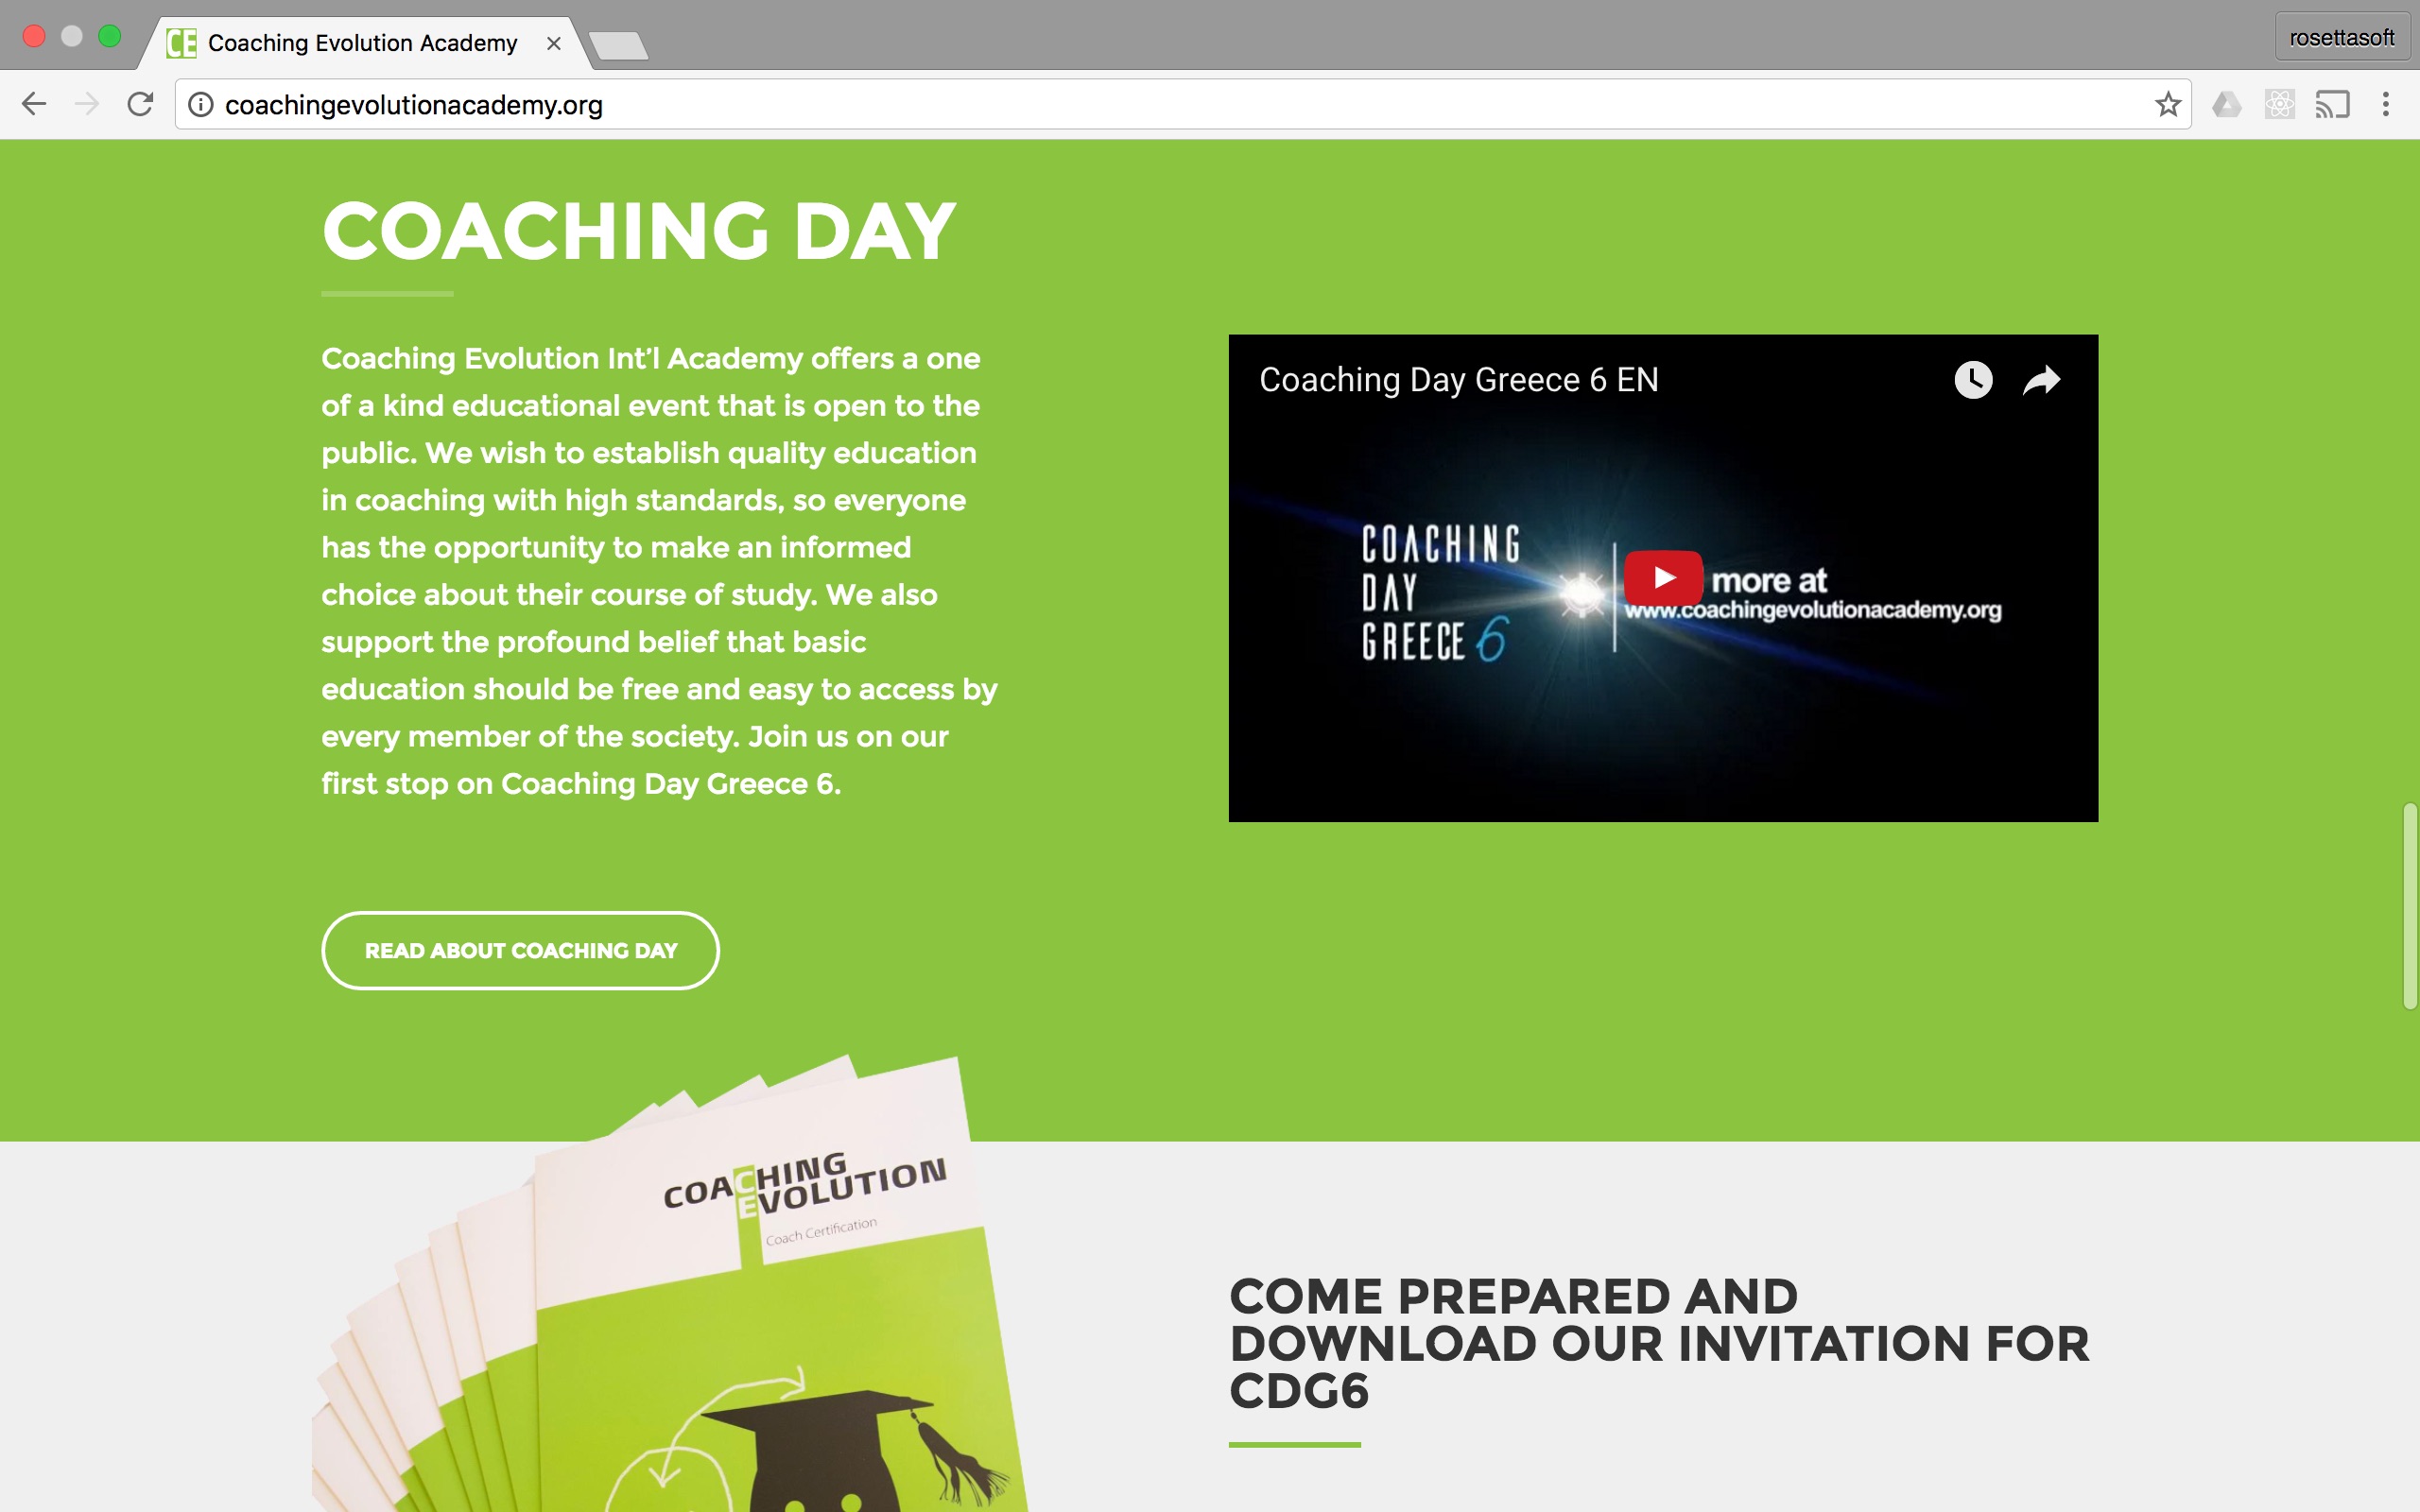 CE Coaching Evolution Academy
rosettasoft
coachingevolutionacademy.org
COACHING DAY
Coaching Evolution Int’l Academy offers a one
of a kind educational event that is open to the
public. We wish to establish quality education
in coaching with high standards, so everyone
has the opportunity to make an informed
choice about their course of study. We also
support the profound belief that basic
education should be free and easy to access by
every member of the society. Join us on our
first stop on Coaching Day Greece 6.
READ ABOUT COACHING DAY
Coaching Day Greece 6 EN
COACHING
DAY
GREECE 6
more at
www.coachingevolutionacademy.org
COACHING
EVOLUTION
Coach Certification
COME PREPARED AND
DOWNLOAD OUR INVITATION FOR
CDG6